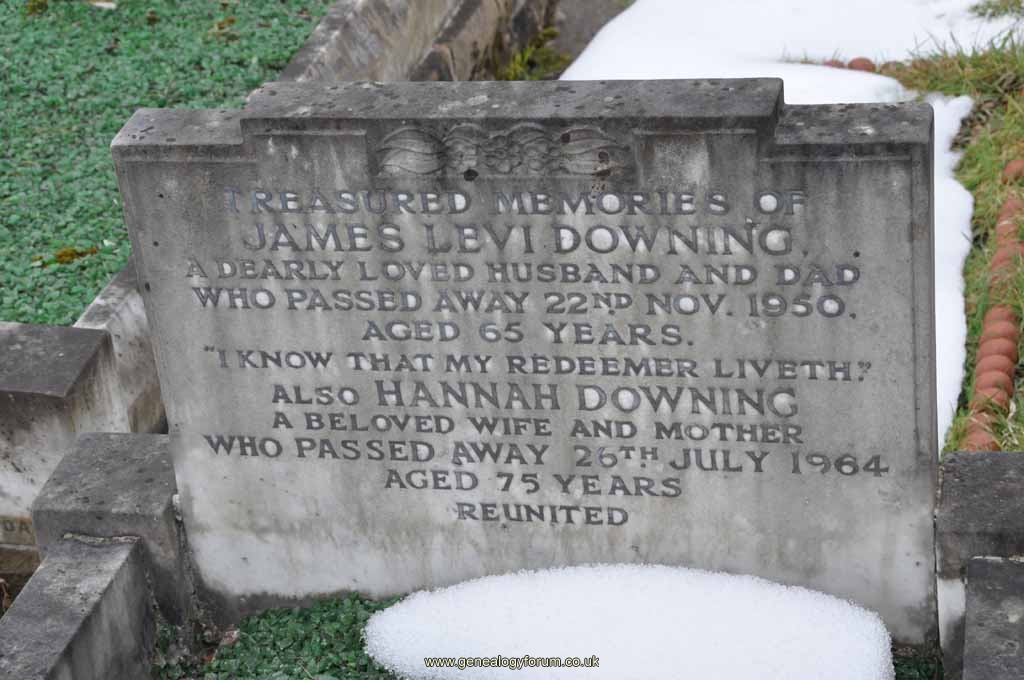 TREASURED MEMORIES OF
JAMES LEVI DOWNING,
A DEARLY LOVED HUSBAND AND DAD
WHO PASSED AWAY 22ND NOV. 1950,
AGED 65 YEARS.
"I KNOW THAT MY REDEEMER LIVETH."
ALSO HANNAH DOWNING
A BELOVED WIFE AND MOTHER
WHO PASSED AWAY 26TH JULY 1964
AGED 75 YEARS
REUNITED
www.genealogyforum.co.uk